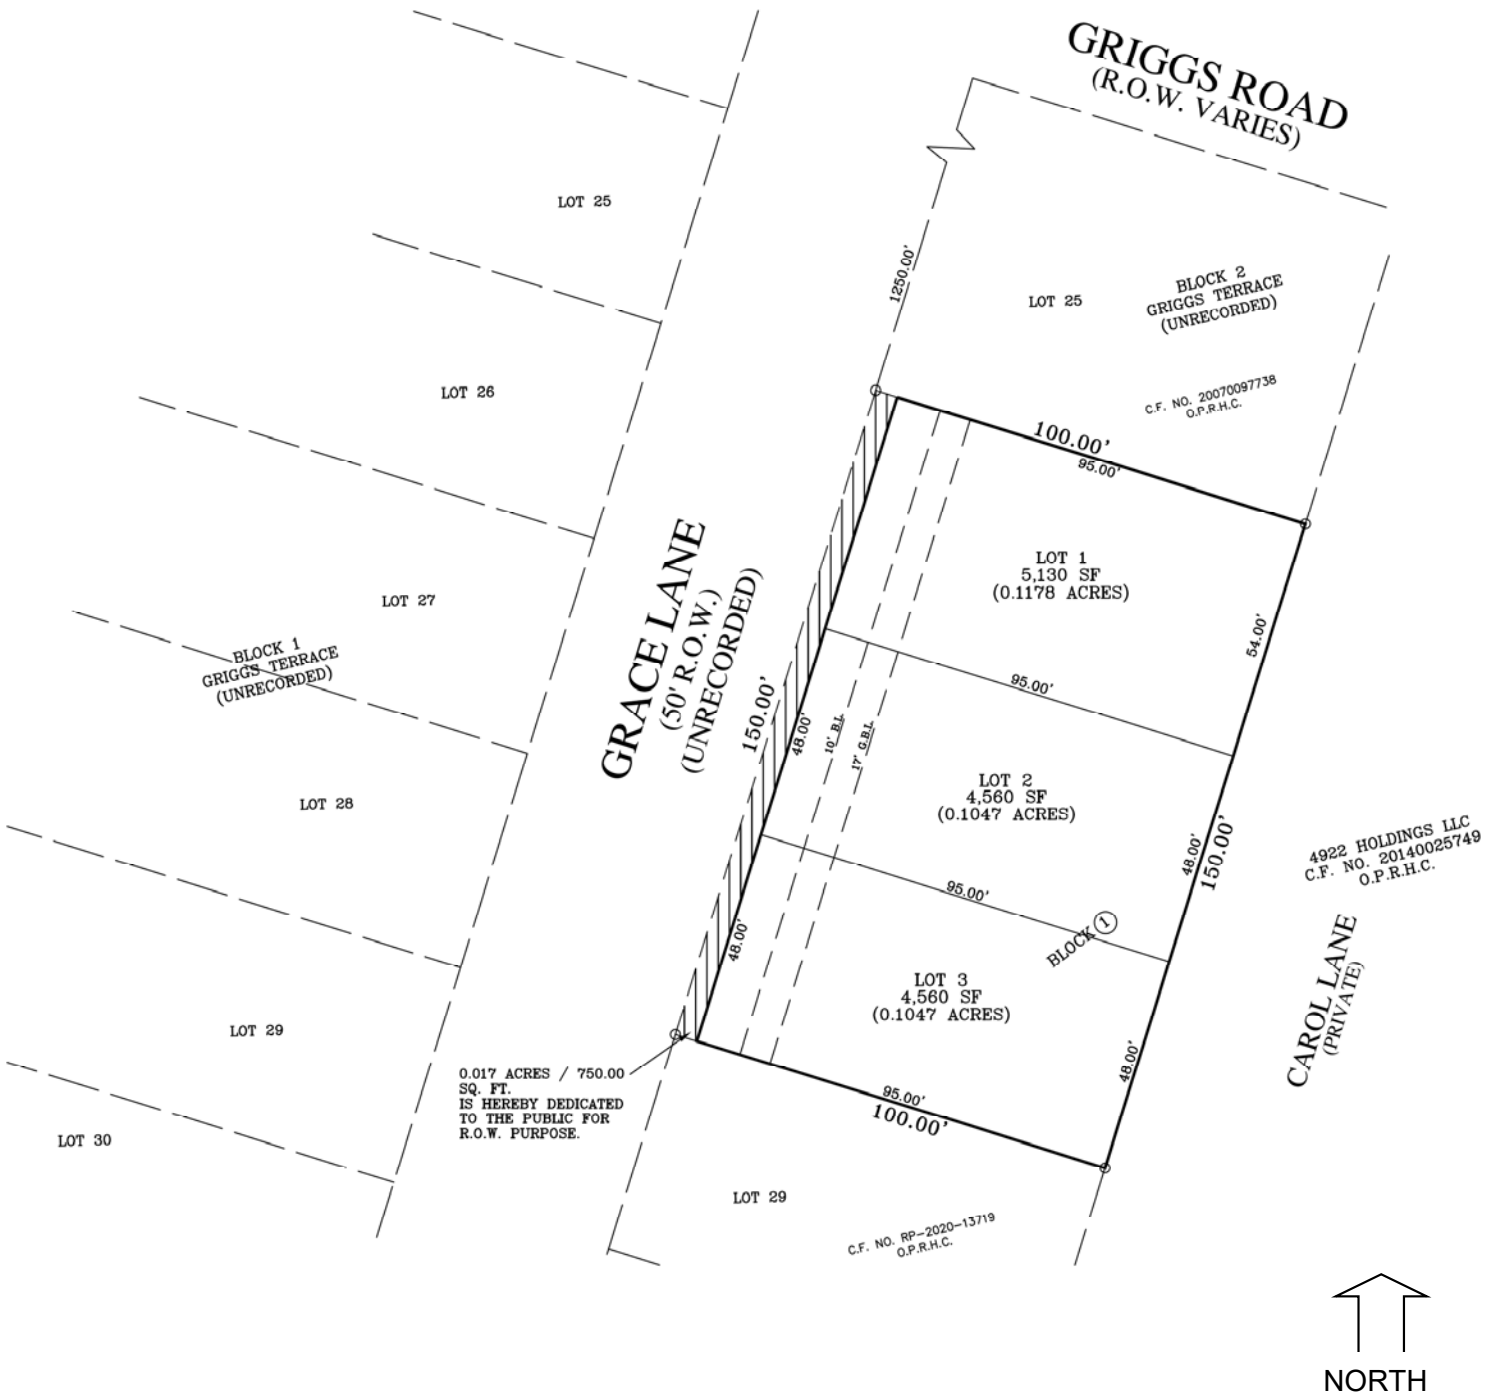 GRIGGS ROAD
(R.O.W. VARIES)
LOT 25
1250.00'
LOT 25
BLOCK 2
GRIGGS TERRACE
(UNRECORDED)
C.F. NO. 20070097738
O.P.R.H.C.
LOT 26
100.00'
95.00'
LOT 27
BLOCK 1
GRIGGS TERRACE
(UNRECORDED)
GRACE LANE
(50' R.O.W.)
(UNRECORDED)
150.00'
48.00'
10' B.L.
17' G.B.L.
LOT 1
5,130 SF
(0.1178 ACRES)
54.00'
95.00'
LOT 28
LOT 2
4,560 SF
(0.1047 ACRES)
48.00'
150.00'
4922 HOLDINGS LLC
C.F. NO. 20140025749
O.P.R.H.C.
95.00'
BLOCK 1
48.00'
LOT 3
4,560 SF
(0.1047 ACRES)
CAROL LANE
(PRIVATE)
LOT 29
48.00'
0.017 ACRES / 750.00
SQ. FT.
IS HEREBY DEDICATED
TO THE PUBLIC FOR
R.O.W. PURPOSE.
95.00'
100.00'
LOT 30
LOT 29
C.F. NO. RP-2020-13719
O.P.R.H.C.
NORTH